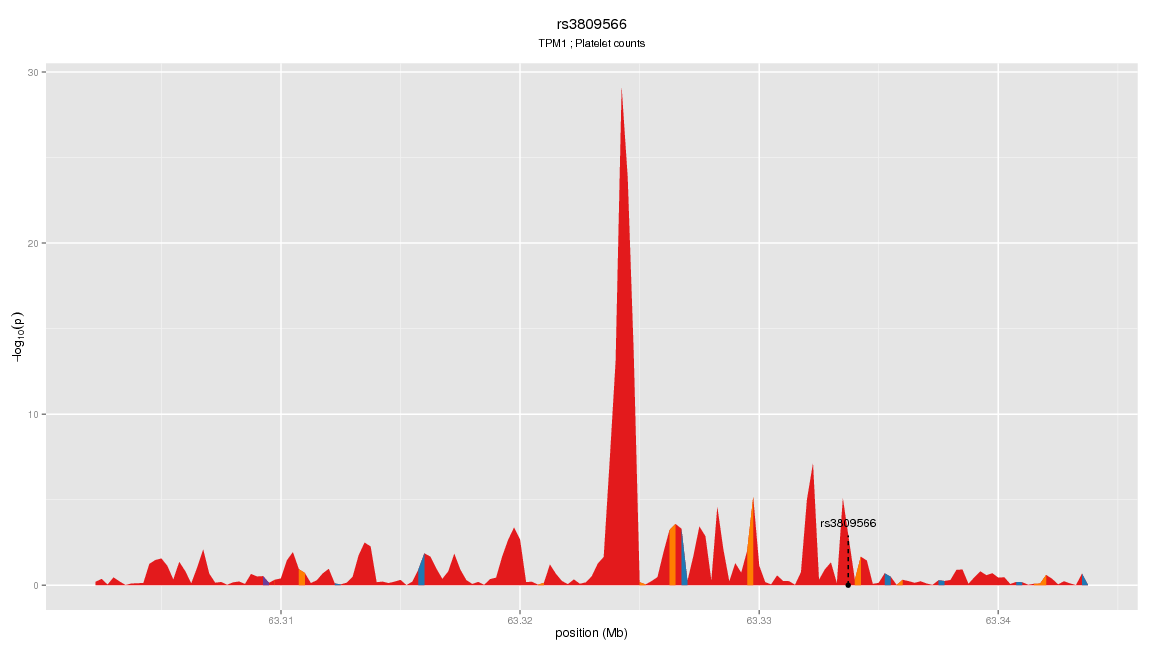 rs3809566
TPM1 ; Platelet counts
30
20
10
0
−log10(p)
rs3809566
63.31
63.32
63.33
63.34
position (Mb)